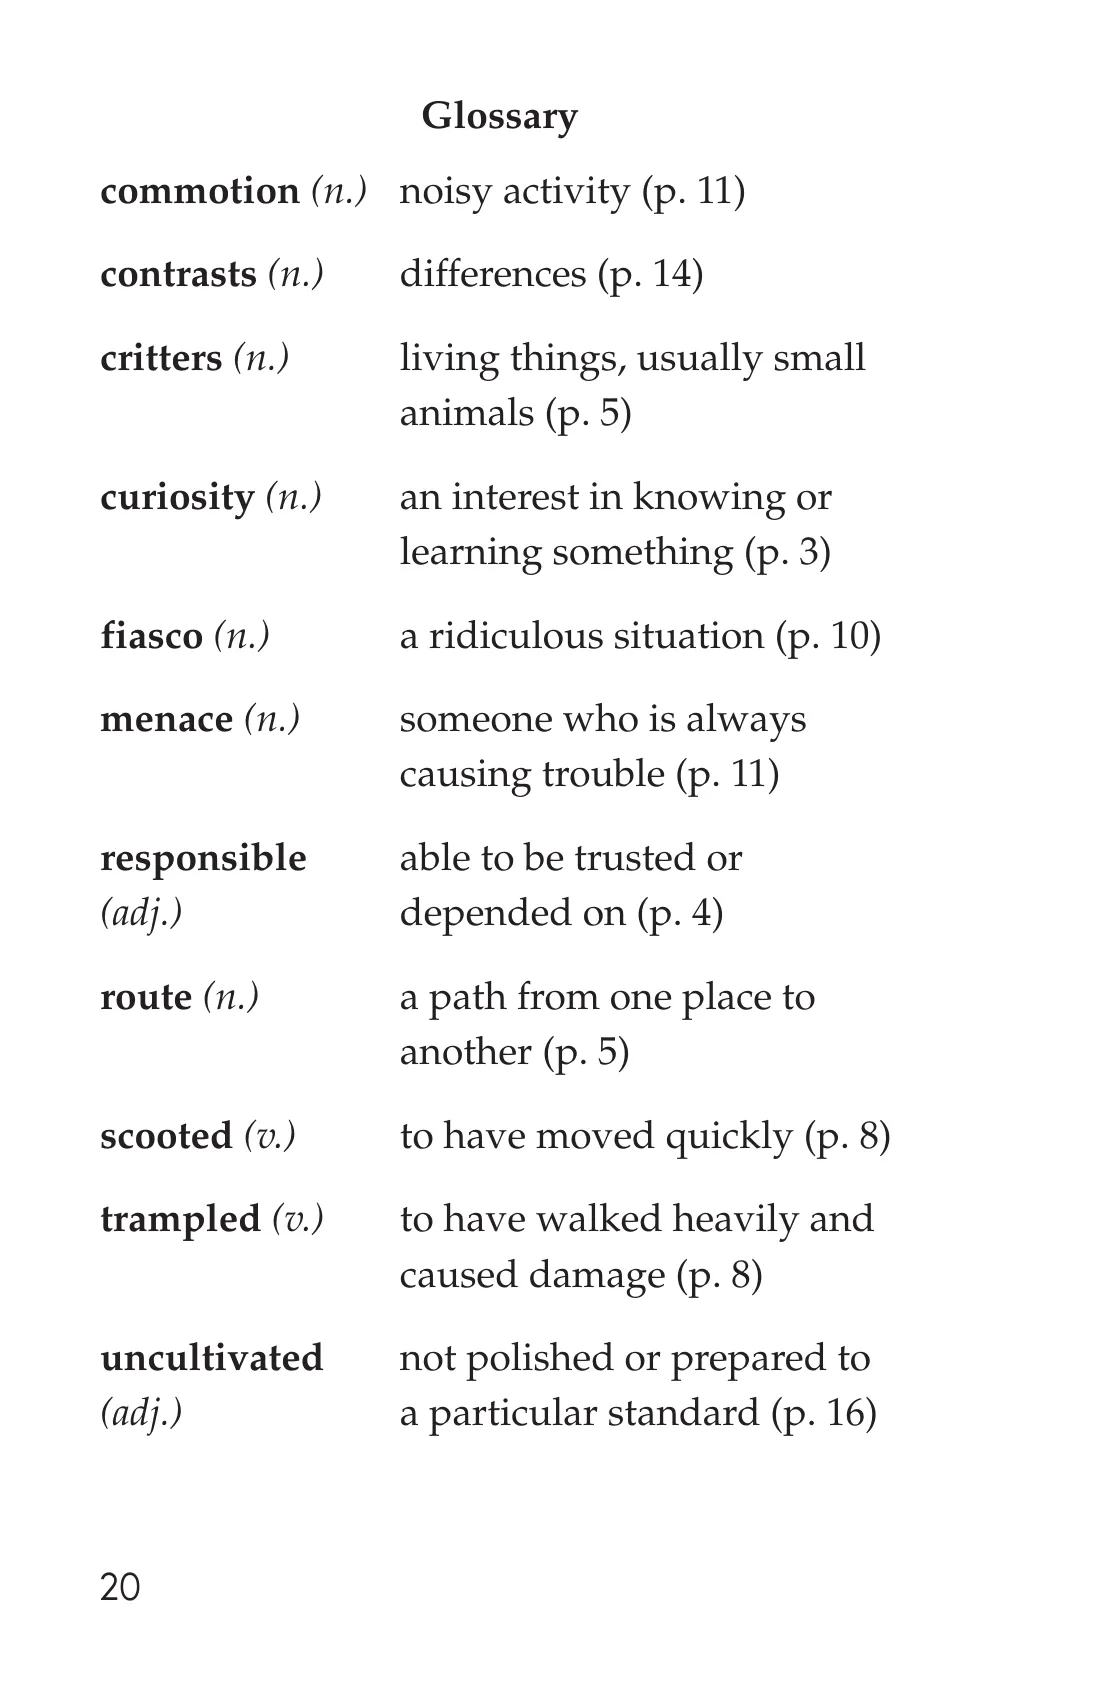 Glossary
commotion (n.) noisy activity (p. 11)
contrasts (n.) differences (p. 14)
critters (n.) living things, usually small
animals (p. 5)
curiosity (n.) an interest in knowing or
learning something (p. 3)
fiasco (n.) a ridiculous situation (p. 10)
menace (n.) someone who is always
causing trouble (p. 11)
responsible able to be trusted or
(adj.) depended on (p. 4)
route (n.) a path from one place to
another (p. 5)
scooted (v.) to have moved quickly (p. 8)
trampled (v.) to have walked heavily and
caused damage (p. 8)
uncultivated not polished or prepared to
(adj.) a particular standard (p. 16)
20